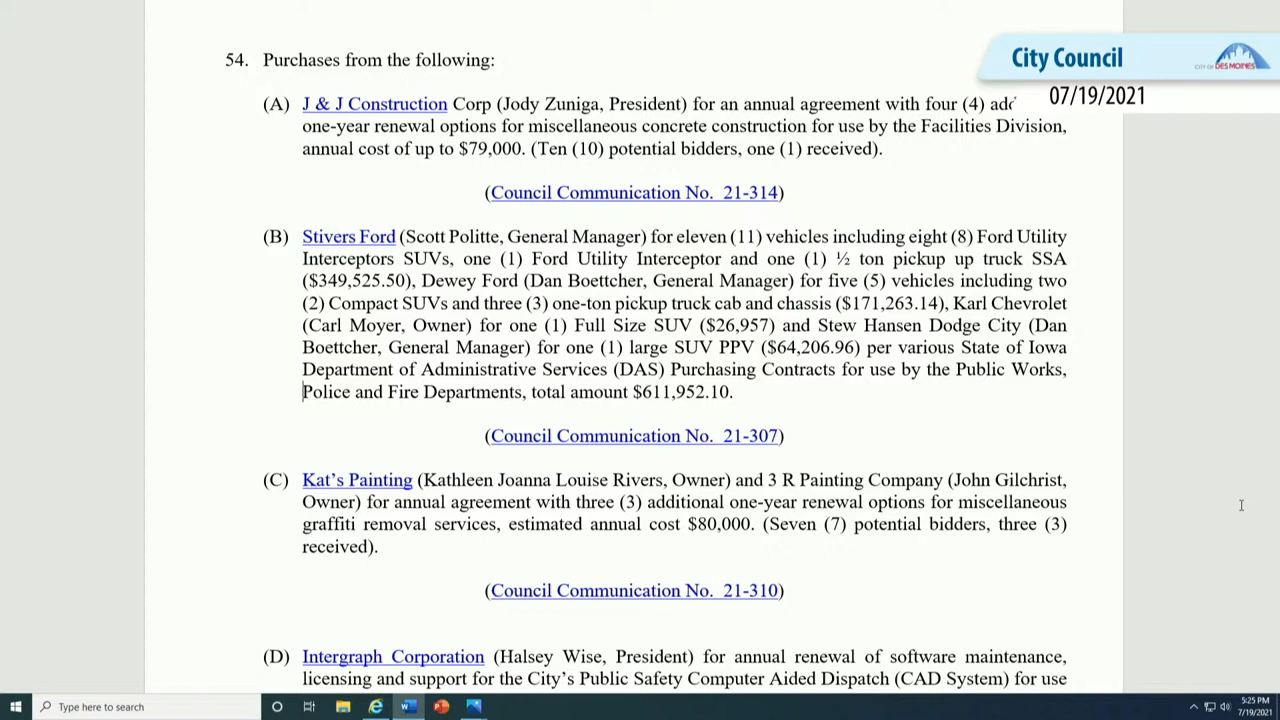 City Council
CITY OF DES MOINES
07/19/2021
54. Purchases from the following:
(A) J & J Construction Corp (Jody Zuniga, President) for an annual agreement with four (4)
one-year renewal options for miscellaneous concrete construction for use by the Facilities Division,
annual cost of up to $79,000. (Ten (10) potential bidders, one (1) received).
(Council Communication No. 21-314)
(B) Stivers Ford (Scott Politte, General Manager) for eleven (11) vehicles including eight (8) Ford Utility
Interceptors SUVs, one (1) Ford Utility Interceptor and one (1) ½ ton pickup up truck SSA
($349,525.50), Dewey Ford (Dan Boettcher, General Manager) for five (5) vehicles including two
(2) Compact SUVs and three (3) one-ton pickup truck cab and chassis ($171,263.14), Karl Chevrolet
(Carl Moyer, Owner) for one (1) Full Size SUV ($26,957) and Stew Hansen Dodge City (Dan
Boettcher, General Manager) for one (1) large SUV PPV ($64,206.96) per various State of Iowa
Department of Administrative Services (DAS) Purchasing Contracts for use by the Public Works,
Police and Fire Departments, total amount $611,952.10.
(Council Communication No. 21-307)
(C) Kat's Painting (Kathleen Joanna Louise Rivers, Owner) and 3 R Painting Company (John Gilchrist,
Owner) for annual agreement with three (3) additional one-year renewal options for miscellaneous
graffiti removal services, estimated annual cost $80,000. (Seven (7) potential bidders, three (3)
received).
(Council Communication No. 21-310)
(D) Intergraph Corporation (Halsey Wise, President) for annual renewal of software maintenance,
licensing and support for the City's Public Safety Computer Aided Dispatch (CAD System) for use
Type here to search
5:25 PM
7/19/2021